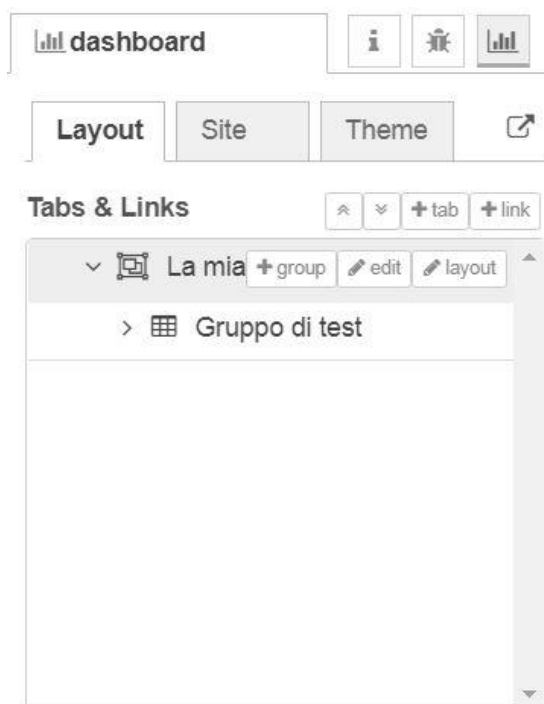 dashboard
Layout Site Theme
Tabs & Links +tab +link
La mia +group edit layout
Gruppo di test